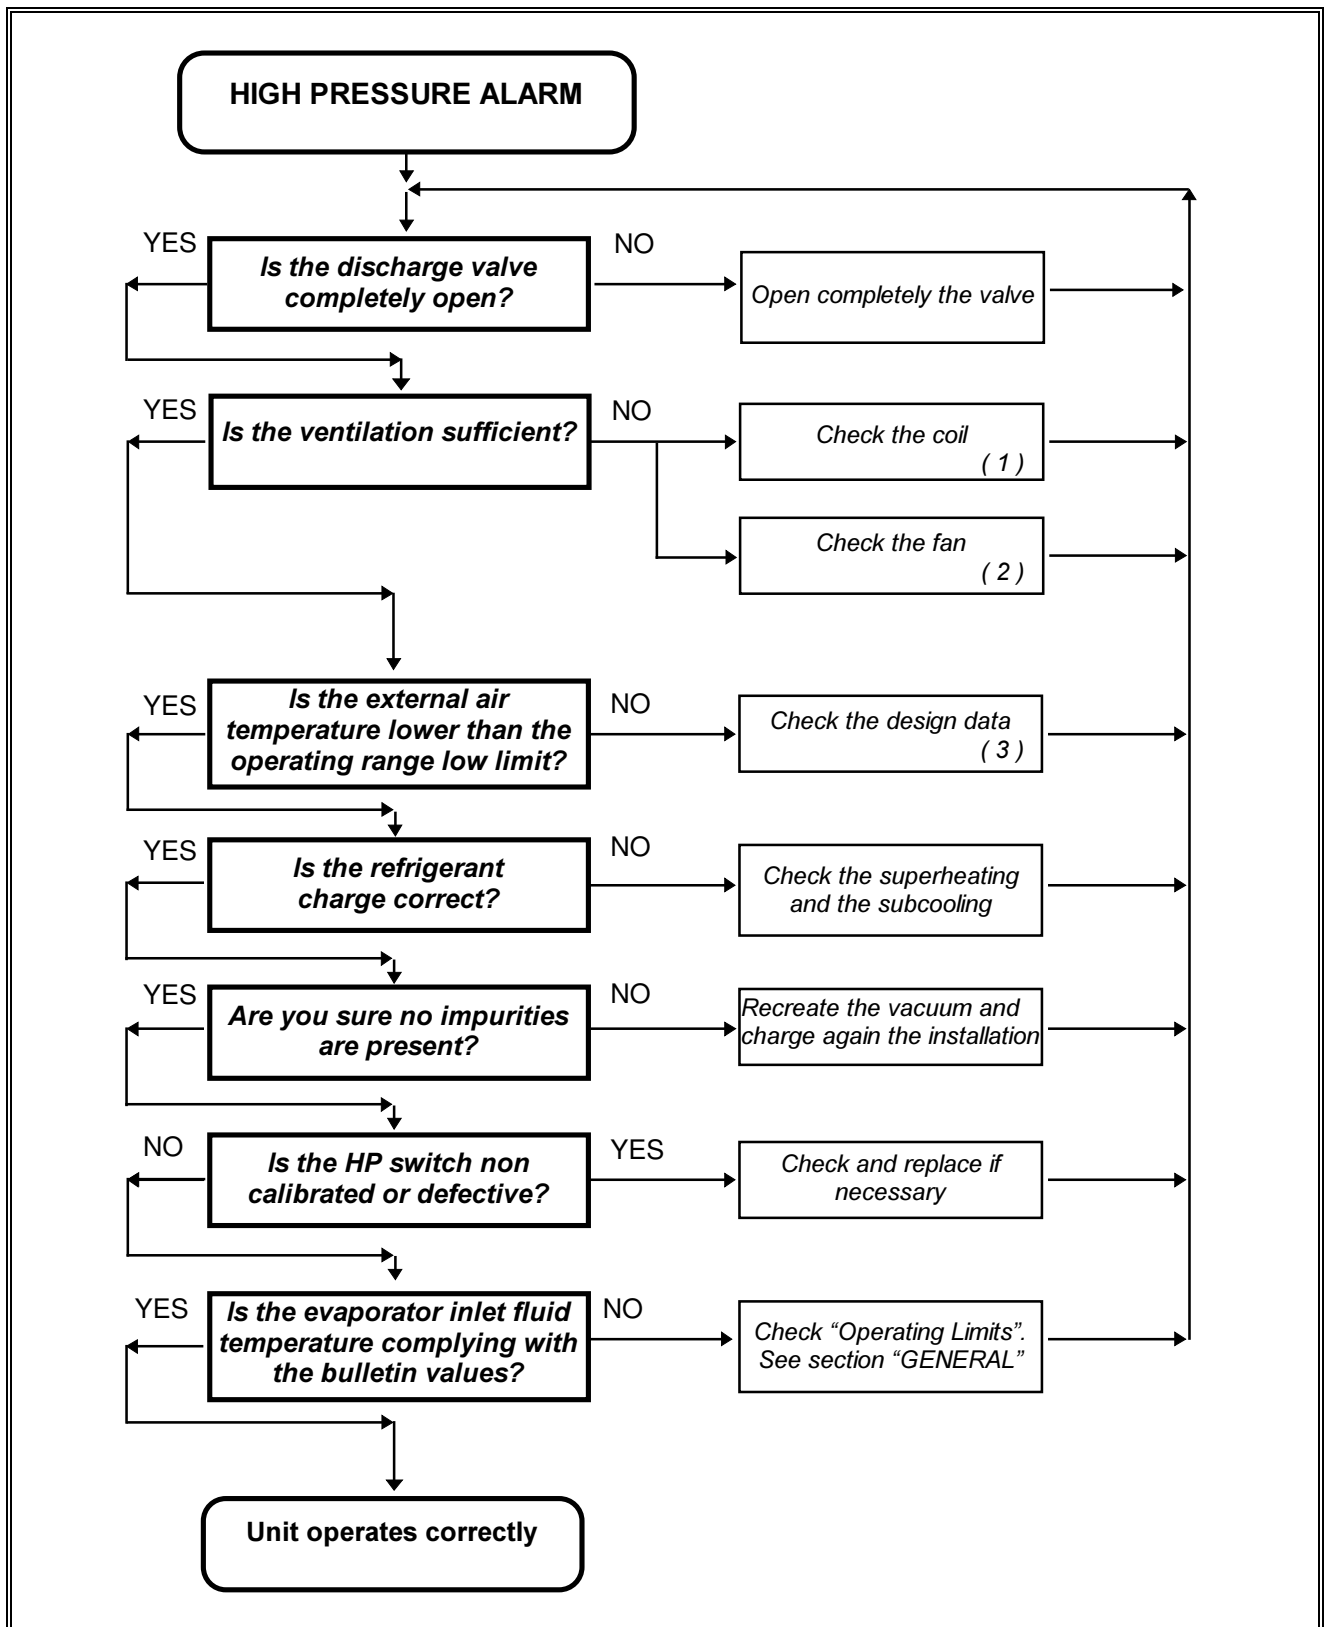 HIGH PRESSURE ALARM
YES
Is the discharge valve
completely open?
NO
Open completely the valve
YES
Is the ventilation sufficient?
NO
Check the coil
( 1 )
Check the fan
( 2 )
YES
Is the external air
temperature lower than the
operating range low limit?
NO
Check the design data
( 3 )
YES
Is the refrigerant
charge correct?
NO
Check the superheating
and the subcooling
YES
Are you sure no impurities
are present?
NO
Recreate the vacuum and
charge again the installation
NO
Is the HP switch non
calibrated or defective?
YES
Check and replace if
necessary
YES
Is the evaporator inlet fluid
temperature complying with
the bulletin values?
NO
Check “Operating Limits”.
See section “GENERAL”
Unit operates correctly